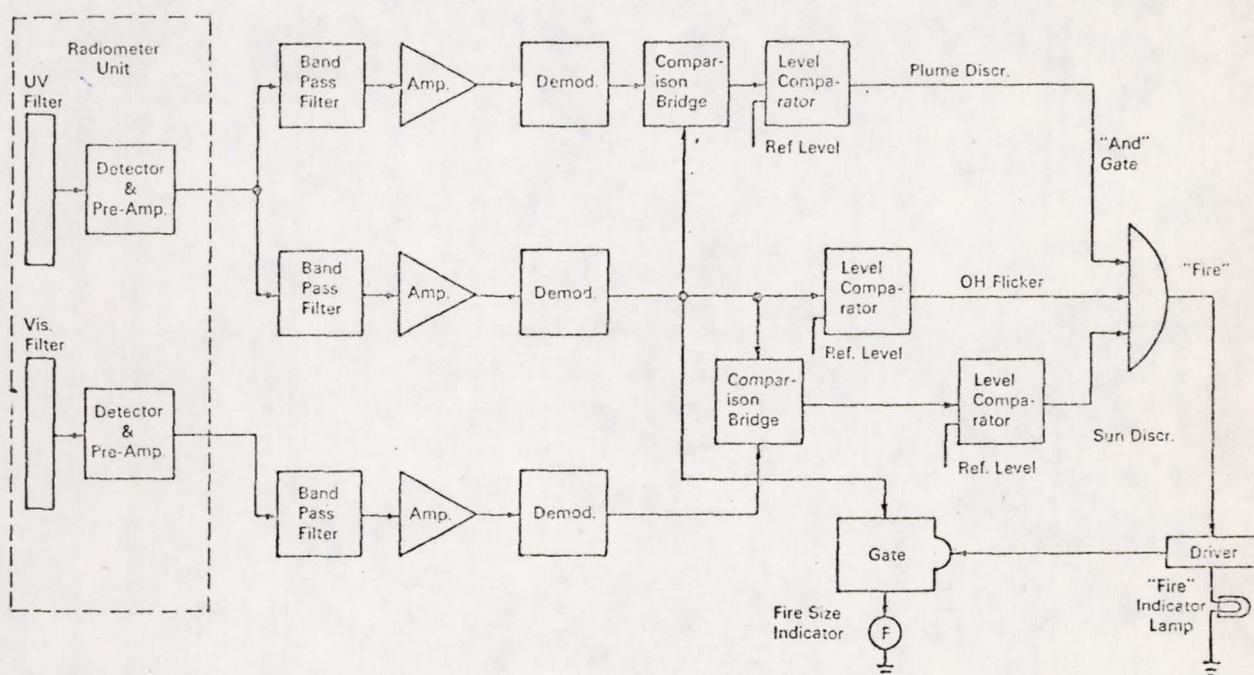 Radiometer
Unit
UV
Filter
Detector
&
Pre-Amp.
Vis.
Filter
Detector
&
Pre-Amp.
Band
Pass
Filter
Amp.
Demod.
Compar-
ison
Bridge
Level
Compa-
rator
Ref Level
Plume Discr.
"And"
Gate
Band
Pass
Filter
Amp.
Demod.
Level
Compa-
rator
Ref. Level
OH Flicker
"Fire"
Compar-
ison
Bridge
Level
Compa-
rator
Ref. Level
Sun Discr.
Band
Pass
Filter
Amp.
Demod.
Gate
Driver
Fire Size
Indicator
F
"Fire"
Indicator
Lamp